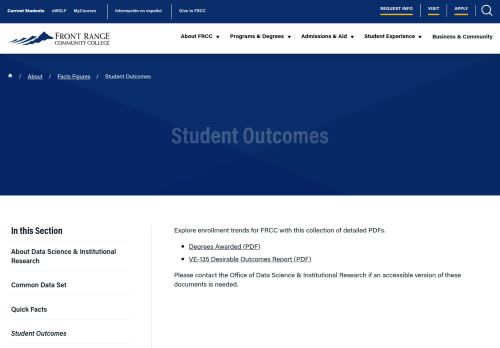 Current Students eWOLF MyCourses Información en español Give to FRCC REQUEST INFO VISIT APPLY
FRONT RANGE
COMMUNITY COLLEGE
About FRCC Programs & Degrees Admissions & Aid Student Experience Business & Community
/ About / Facts Figures / Student Outcomes
Student Outcomes
In this Section
About Data Science & Institutional
Research
Common Data Set
Quick Facts
Student Outcomes
Explore enrollment trends for FRCC with this collection of detailed PDFs.
• Degrees Awarded (PDF)
• VE-135 Desirable Outcomes Report (PDF)
Please contact the Office of Data Science & Institutional Research if an accessible version of these
documents is needed.